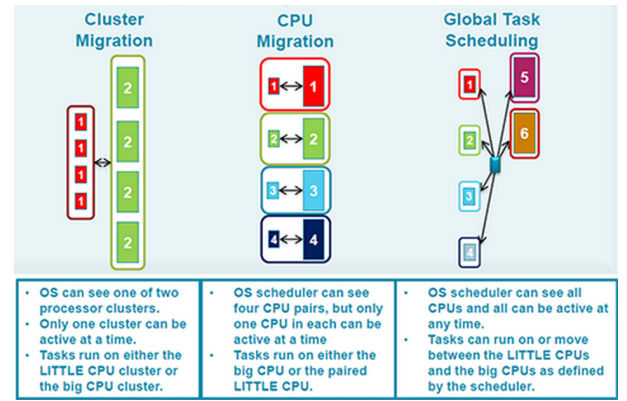 Cluster
Migration
CPU
Migration
Global Task
Scheduling
1
1
1
1
2
2
2
2
1 1
2 2
3 3
4 4
1
2
3
4
5
6
• OS can see one of two
processor clusters.
• Only one cluster can be
active at a time.
• Tasks run on either the
LITTLE CPU cluster or
the big CPU cluster.
• OS scheduler can see
four CPU pairs, but only
one CPU in each can be
active at a time
• Tasks run on either the
big CPU or the paired
LITTLE CPU.
• OS scheduler can see all
CPUs and all can be active at
any time.
• Tasks can run on or move
between the LITTLE CPUs
and the big CPUs as defined
by the scheduler.